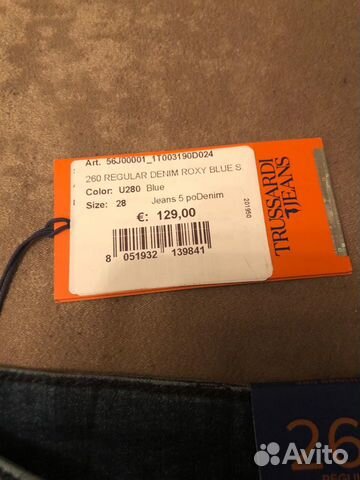 Art. 56J00001_1T003190D024
260 REGULAR DENIM ROXY BLUE S
Color: U280 Blue
Size: 28 Jeans 5 poDenim
€: 129,00
201950
8 051932 139841
TRUSSARDI
JEANS
26
Avito